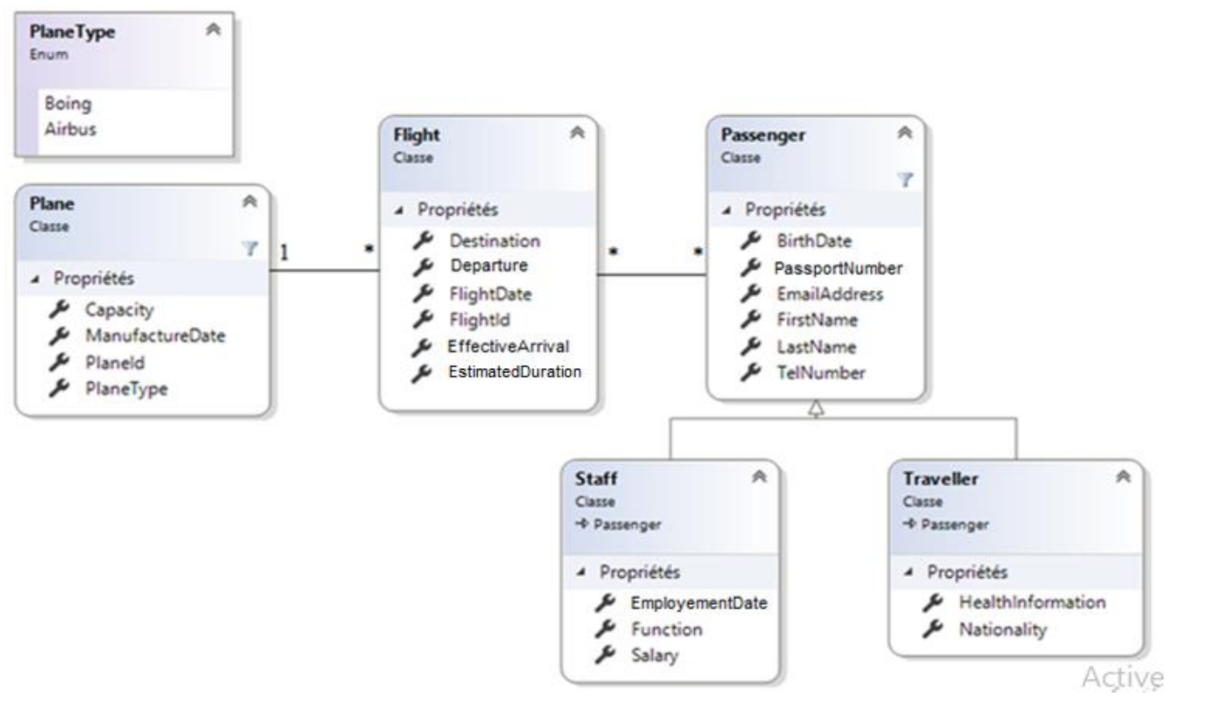 PlaneType
Enum
Boing
Airbus
Plane
Classe
Propriétés
Capacity
ManufactureDate
PlaneId
PlaneType
1
*
Flight
Classe
Propriétés
Destination
Departure
FlightDate
FlightId
EffectiveArrival
EstimatedDuration
*
*
Passenger
Classe
Propriétés
BirthDate
PassportNumber
EmailAddress
FirstName
LastName
TelNumber
Staff
Classe
Passenger
Propriétés
EmployementDate
Function
Salary
Traveller
Classe
Passenger
Propriétés
HealthInformation
Nationality
Active